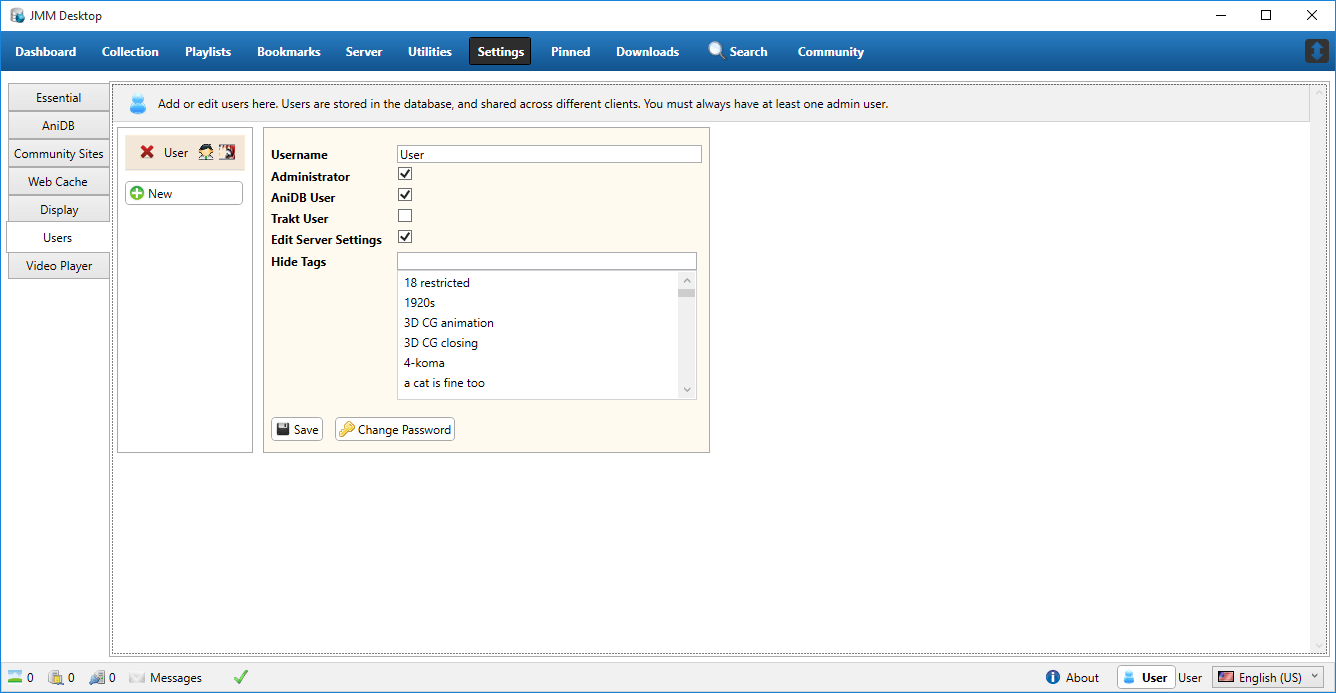 JMM Desktop
Dashboard Collection Playlists Bookmarks Server Utilities Settings Pinned Downloads Search Community
Essential
AniDB
Community Sites
Web Cache
Display
Users
Video Player
Add or edit users here. Users are stored in the database, and shared across different clients. You must always have at least one admin user.
User
New
Username User
Administrator
AniDB User
Trakt User
Edit Server Settings
Hide Tags
18 restricted
1920s
3D CG animation
3D CG closing
4-koma
a cat is fine too
Save Change Password
0 0 0 Messages About User User English (US)